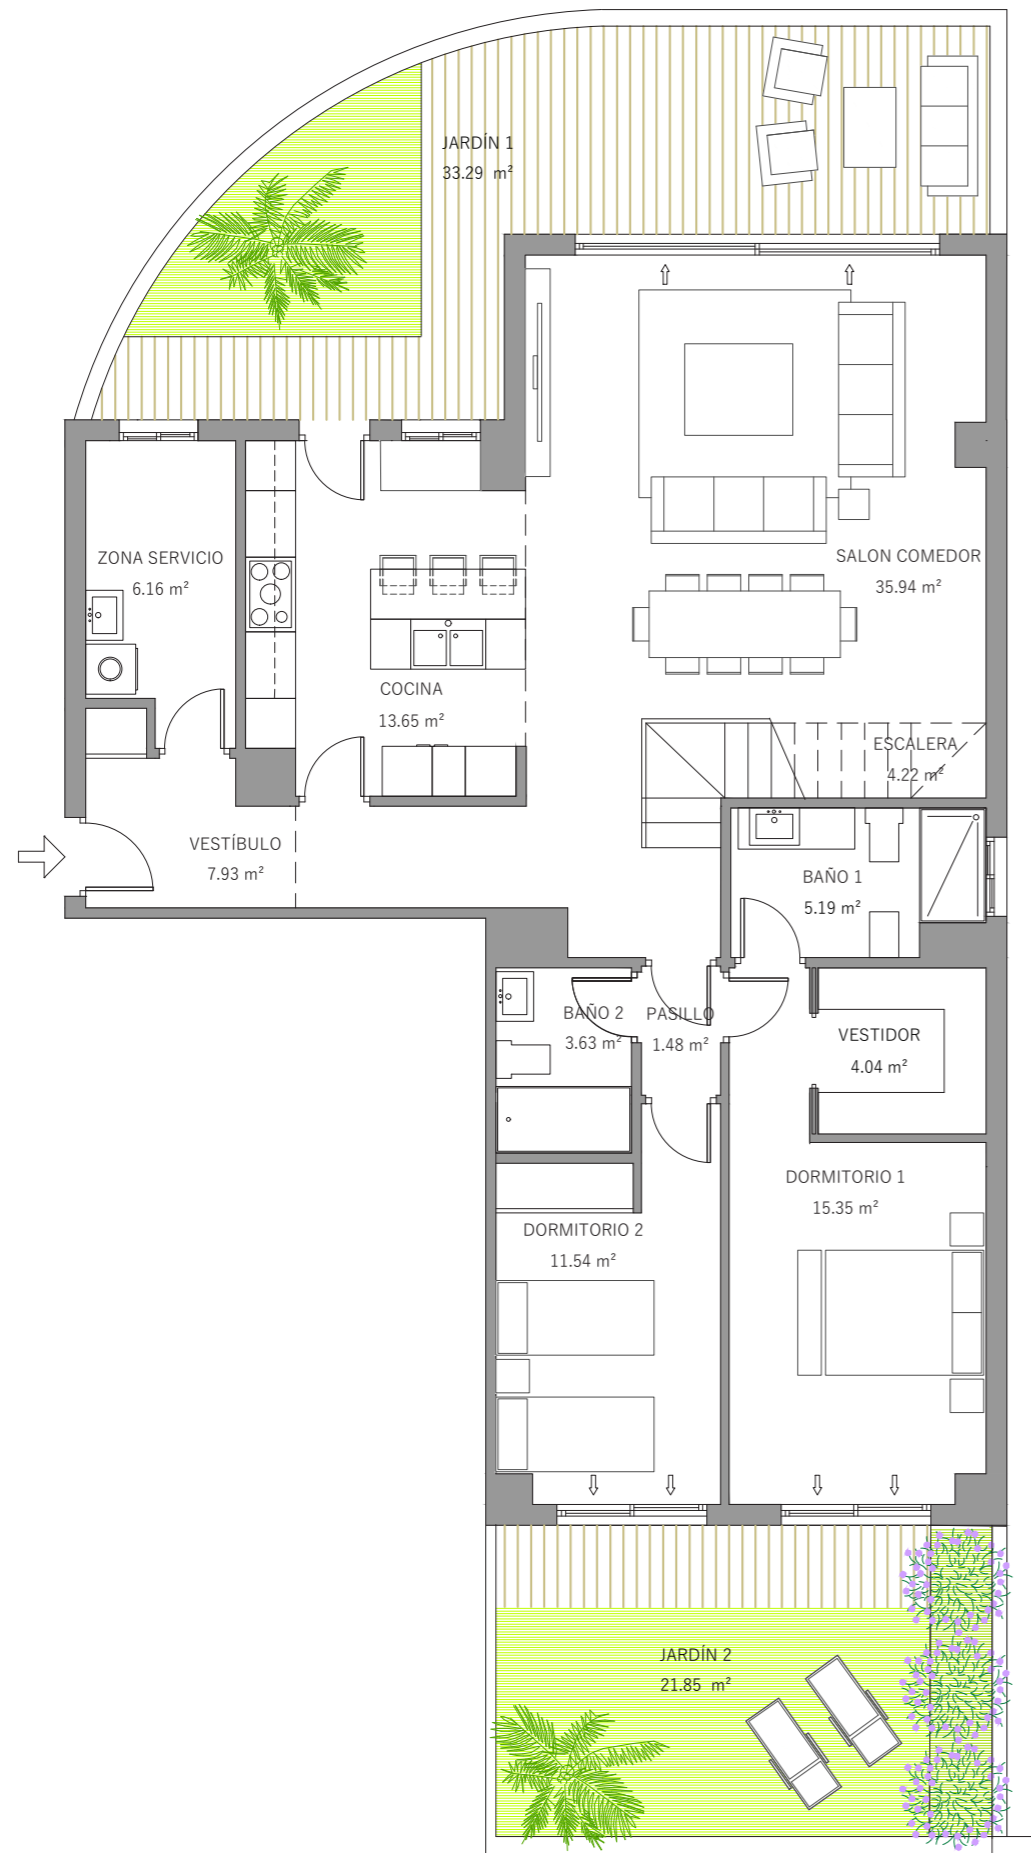 JARDÍN 1
33.29 m²
ZONA SERVICIO
6.16 m²
SALON COMEDOR
35.94 m²
COCINA
13.65 m²
ESCALERA
4.22 m²
VESTÍBULO
7.93 m²
BAÑO 1
5.19 m²
BAÑO 2
3.63 m²
PASILLO
1.48 m²
VESTIDOR
4.04 m²
DORMITORIO 1
15.35 m²
DORMITORIO 2
11.54 m²
JARDÍN 2
21.85 m²